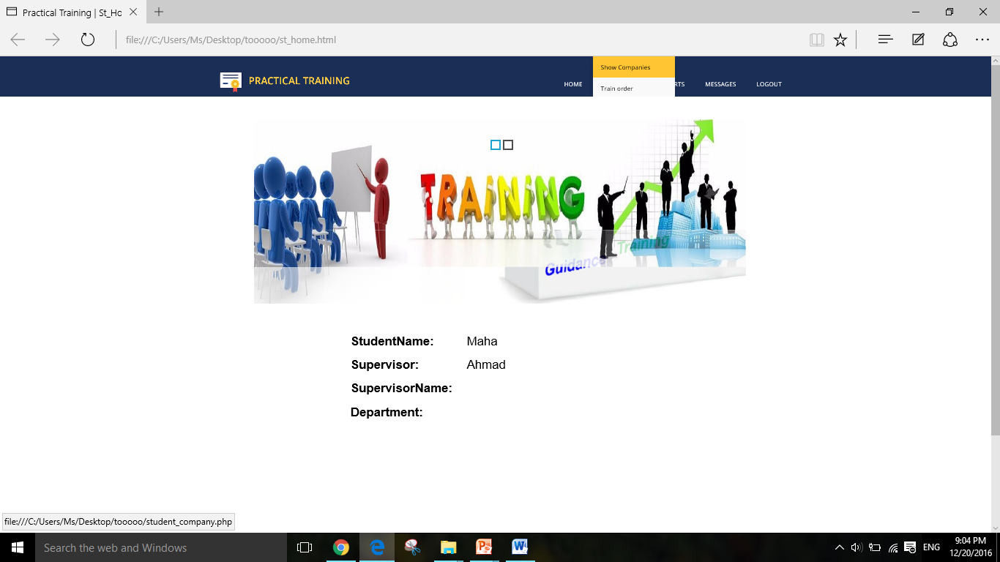 Practical Training | St_Ho
file:///C:/Users/Ms/Desktop/tooooo/st_home.html
PRACTICAL TRAINING
HOME
Show Companies
Train order
RTS
MESSAGES
LOGOUT
TRAINING
Training
Guidance
StudentName: Maha
Supervisor: Ahmad
SupervisorName:
Department:
file:///C:/Users/Ms/Desktop/tooooo/student_company.php
Search the web and Windows
ENG
9:04 PM
12/20/2016